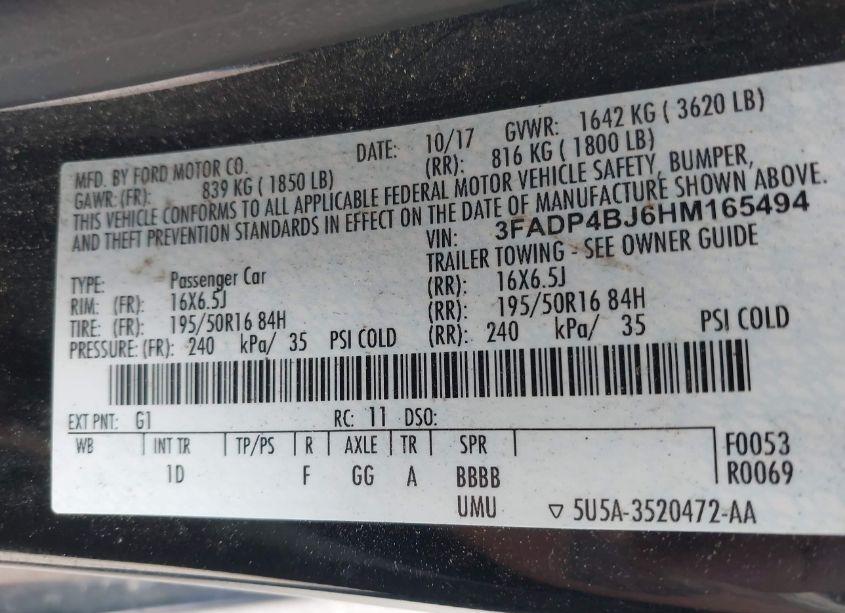 MFD. BY FORD MOTOR CO. DATE: 10/17 GVWR: 1642 KG ( 3620 LB)
GAWR: (FR): 839 KG ( 1850 LB) (RR): 816 KG ( 1800 LB)
THIS VEHICLE CONFORMS TO ALL APPLICABLE FEDERAL MOTOR VEHICLE SAFETY, BUMPER,
AND THEFT PREVENTION STANDARDS IN EFFECT ON THE DATE OF MANUFACTURE SHOWN ABOVE.
VIN: 3FADP4BJ6HM165494
TRAILER TOWING - SEE OWNER GUIDE
TYPE: Passenger Car
RIM: (FR): 16X6.5J (RR): 16X6.5J
TIRE: (FR): 195/50R16 84H (RR): 195/50R16 84H
PRESSURE: (FR): 240 kPa/ 35 PSI COLD (RR): 240 kPa/ 35 PSI COLD
EXT PNT: G1 RC: 11 DSO:
WB INT TR TP/PS R AXLE TR SPR F0053
1D F GG A BBBB R0069
UMU ▽ 5U5A-3520472-AA